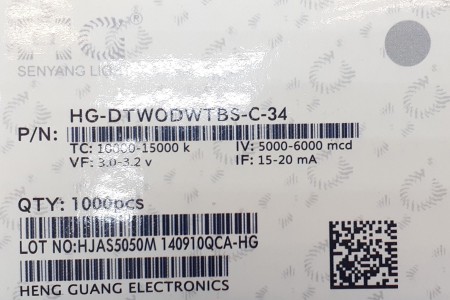 SENYANG
HG-DTWODWTBS-C-34
P/N:
TC: 10000-15000 k IV: 5000-6000 mcd
VF: 3.0-3.2 v IF: 15-20 mA
QTY: 1000pcs
LOT NO:HJAS5050M 140910QCA-HG
HENG GUANG ELECTRONICS